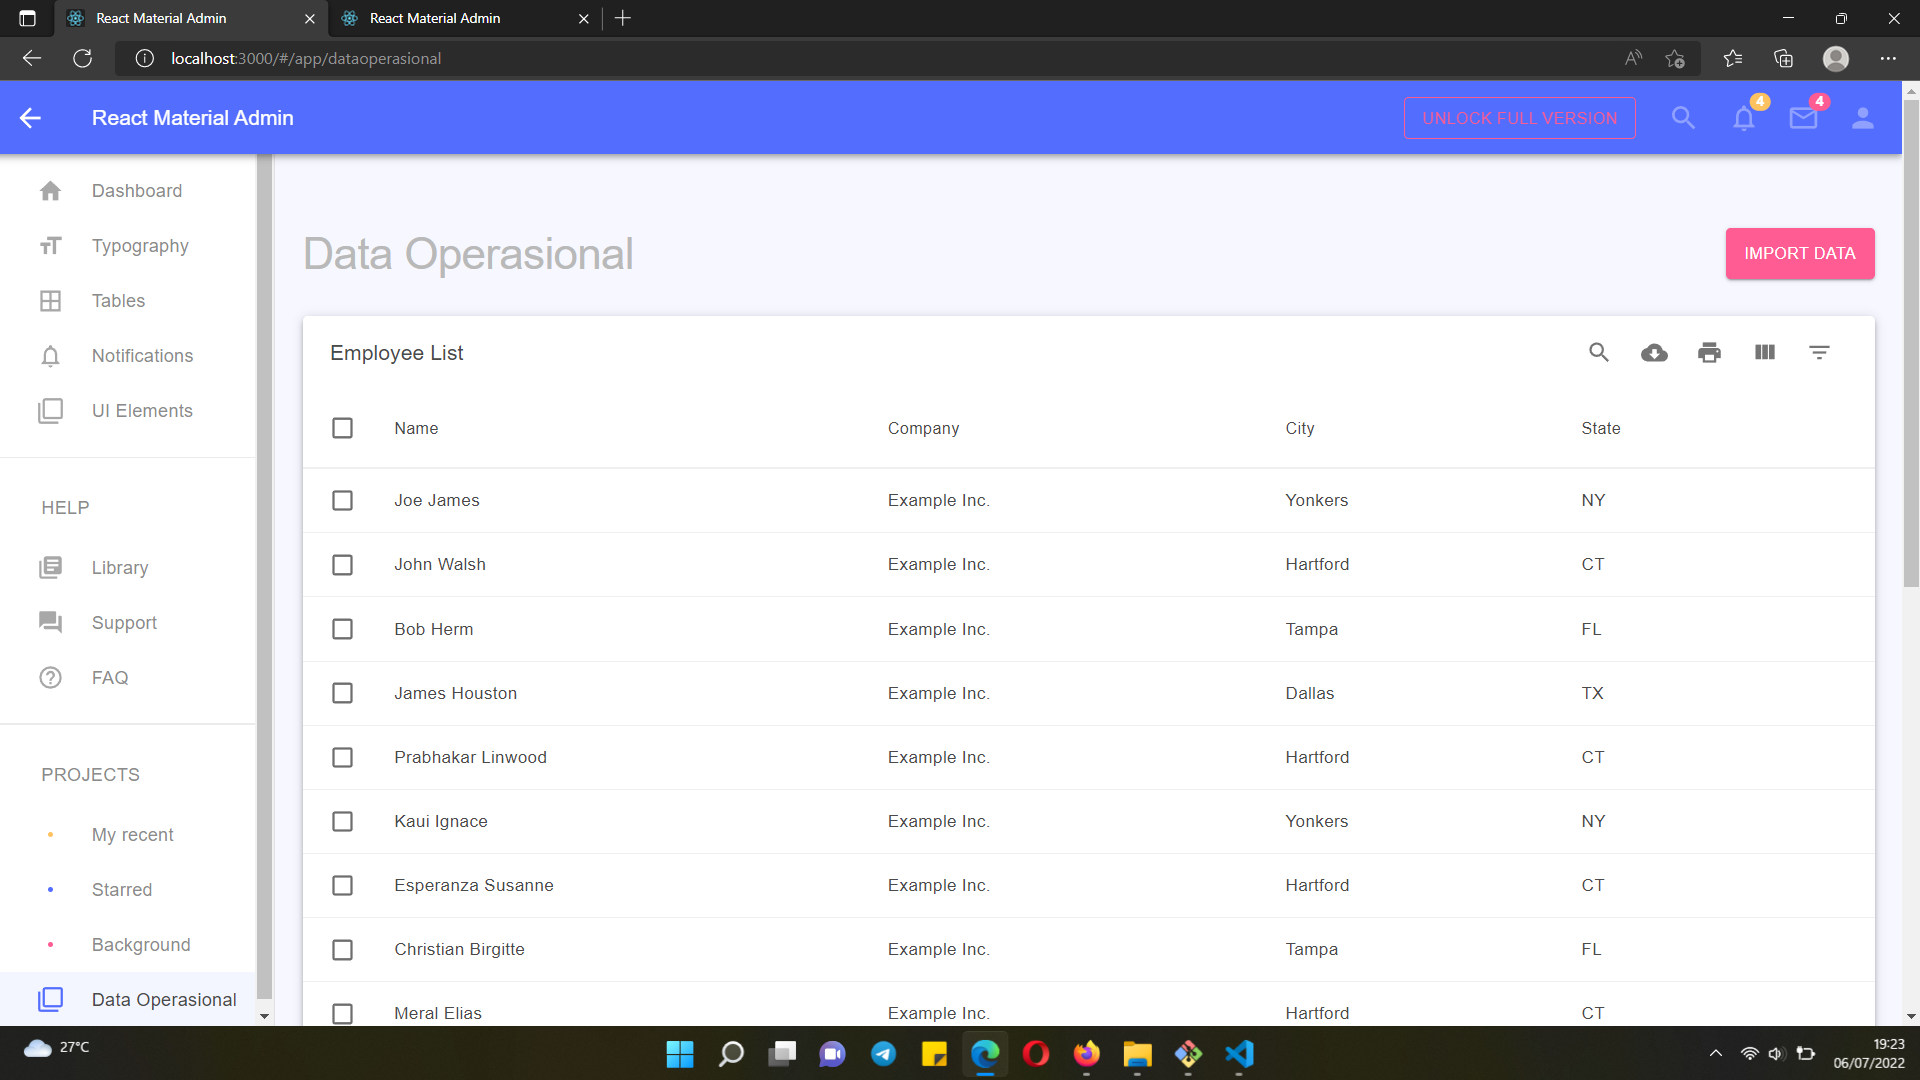 React Material Admin
React Material Admin
localhost:3000/#/app/dataoperasional
React Material Admin
UNLOCK FULL VERSION
4
4
Dashboard
Typography
Tables
Notifications
UI Elements
HELP
Library
Support
FAQ
PROJECTS
My recent
Starred
Background
Data Operasional
Data Operasional
IMPORT DATA
Employee List
Name Company City State
Joe James Example Inc. Yonkers NY
John Walsh Example Inc. Hartford CT
Bob Herm Example Inc. Tampa FL
James Houston Example Inc. Dallas TX
Prabhakar Linwood Example Inc. Hartford CT
Kaui Ignace Example Inc. Yonkers NY
Esperanza Susanne Example Inc. Hartford CT
Christian Birgitte Example Inc. Tampa FL
Meral Elias Example Inc. Hartford CT
27°C
19:23
06/07/2022